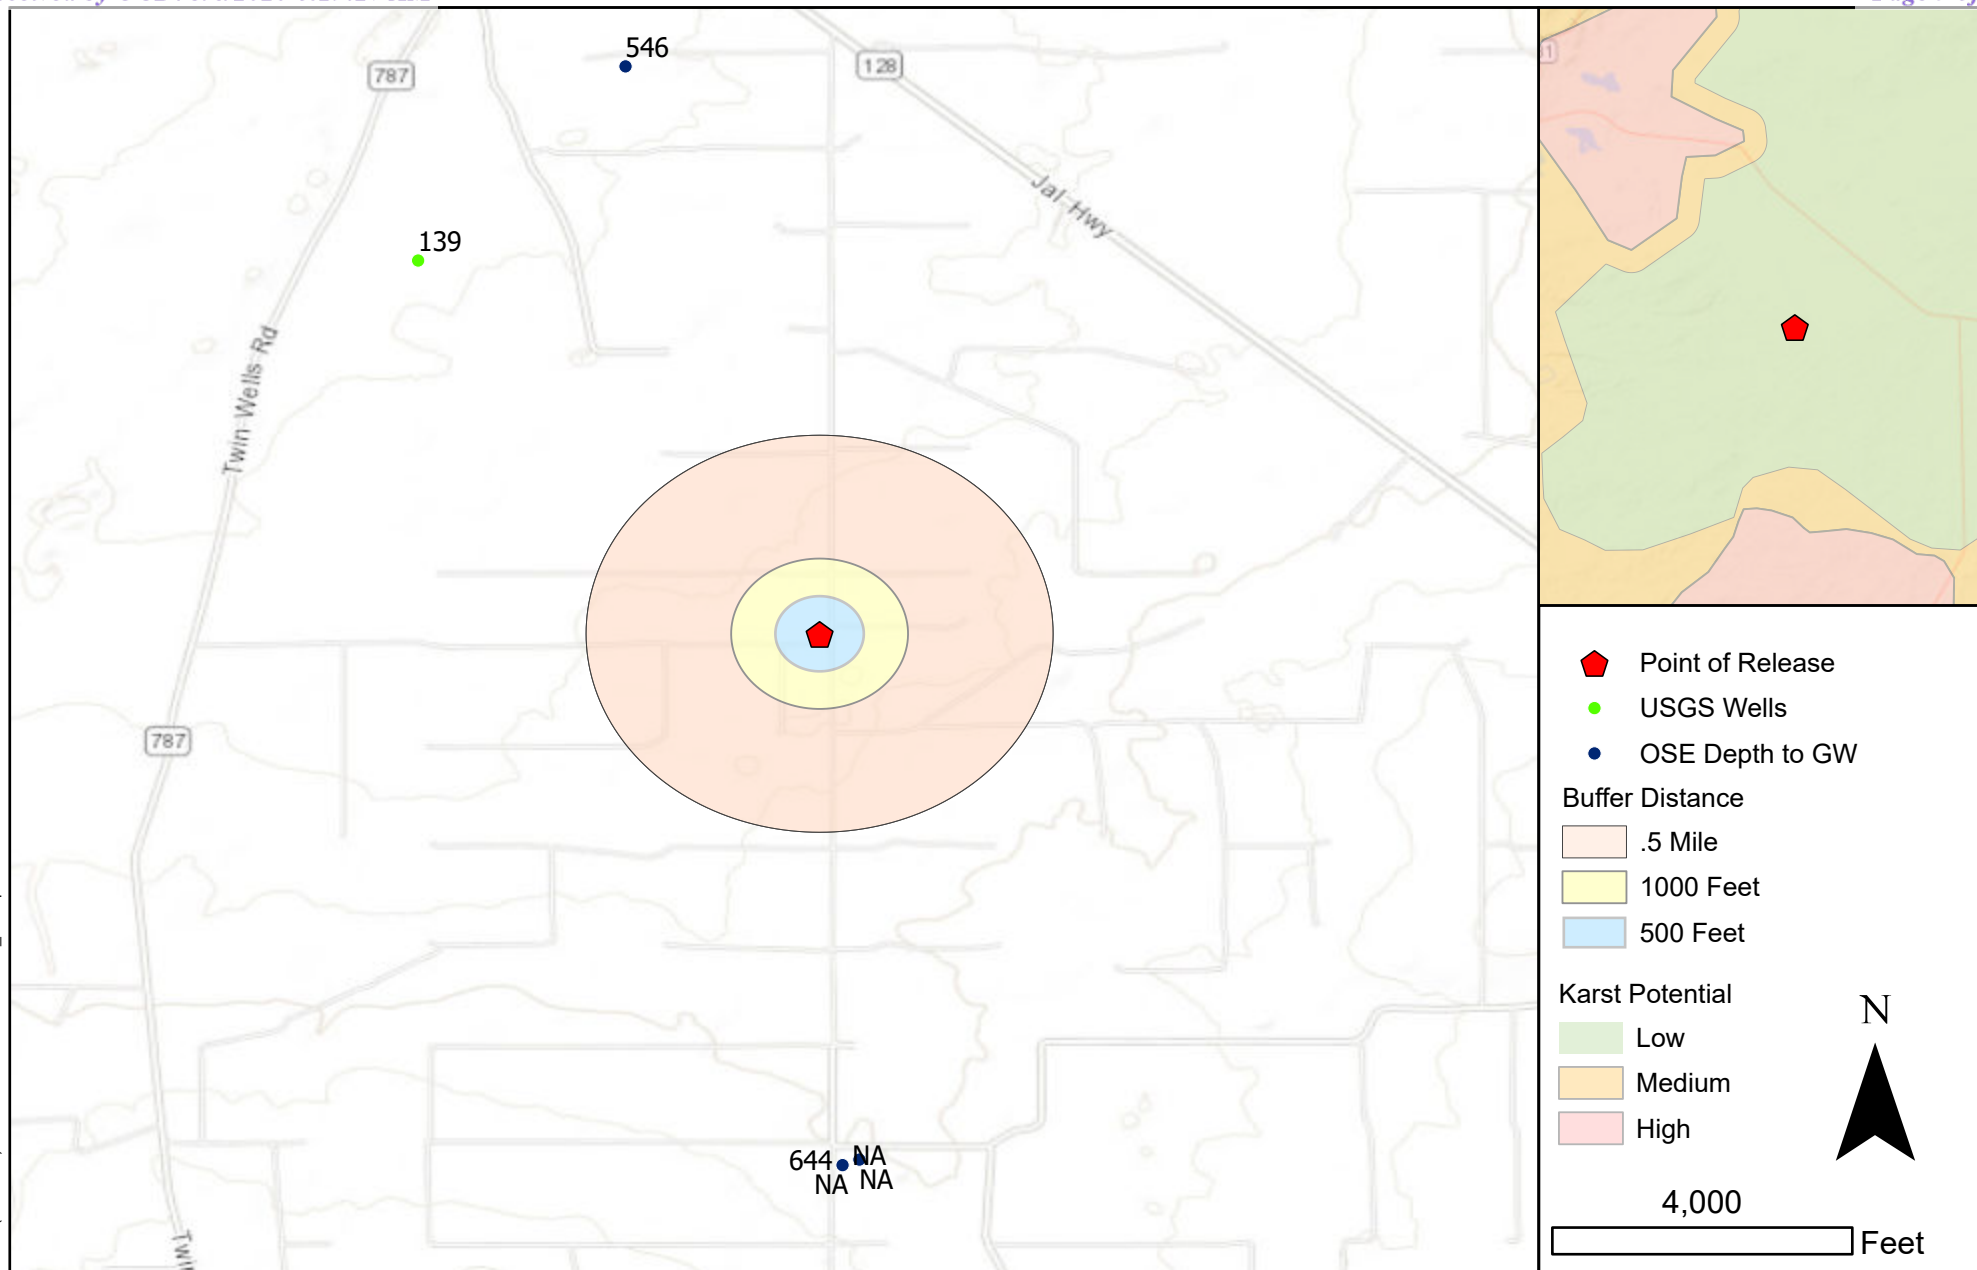 546
787
128
Jal Hwy
139
Twin Wells Rd
787
644
NA
NA
NA
Point of Release
USGS Wells
OSE Depth to GW
Buffer Distance
.5 Mile
1000 Feet
500 Feet
Karst Potential
Low
Medium
High
N
4,000
Feet